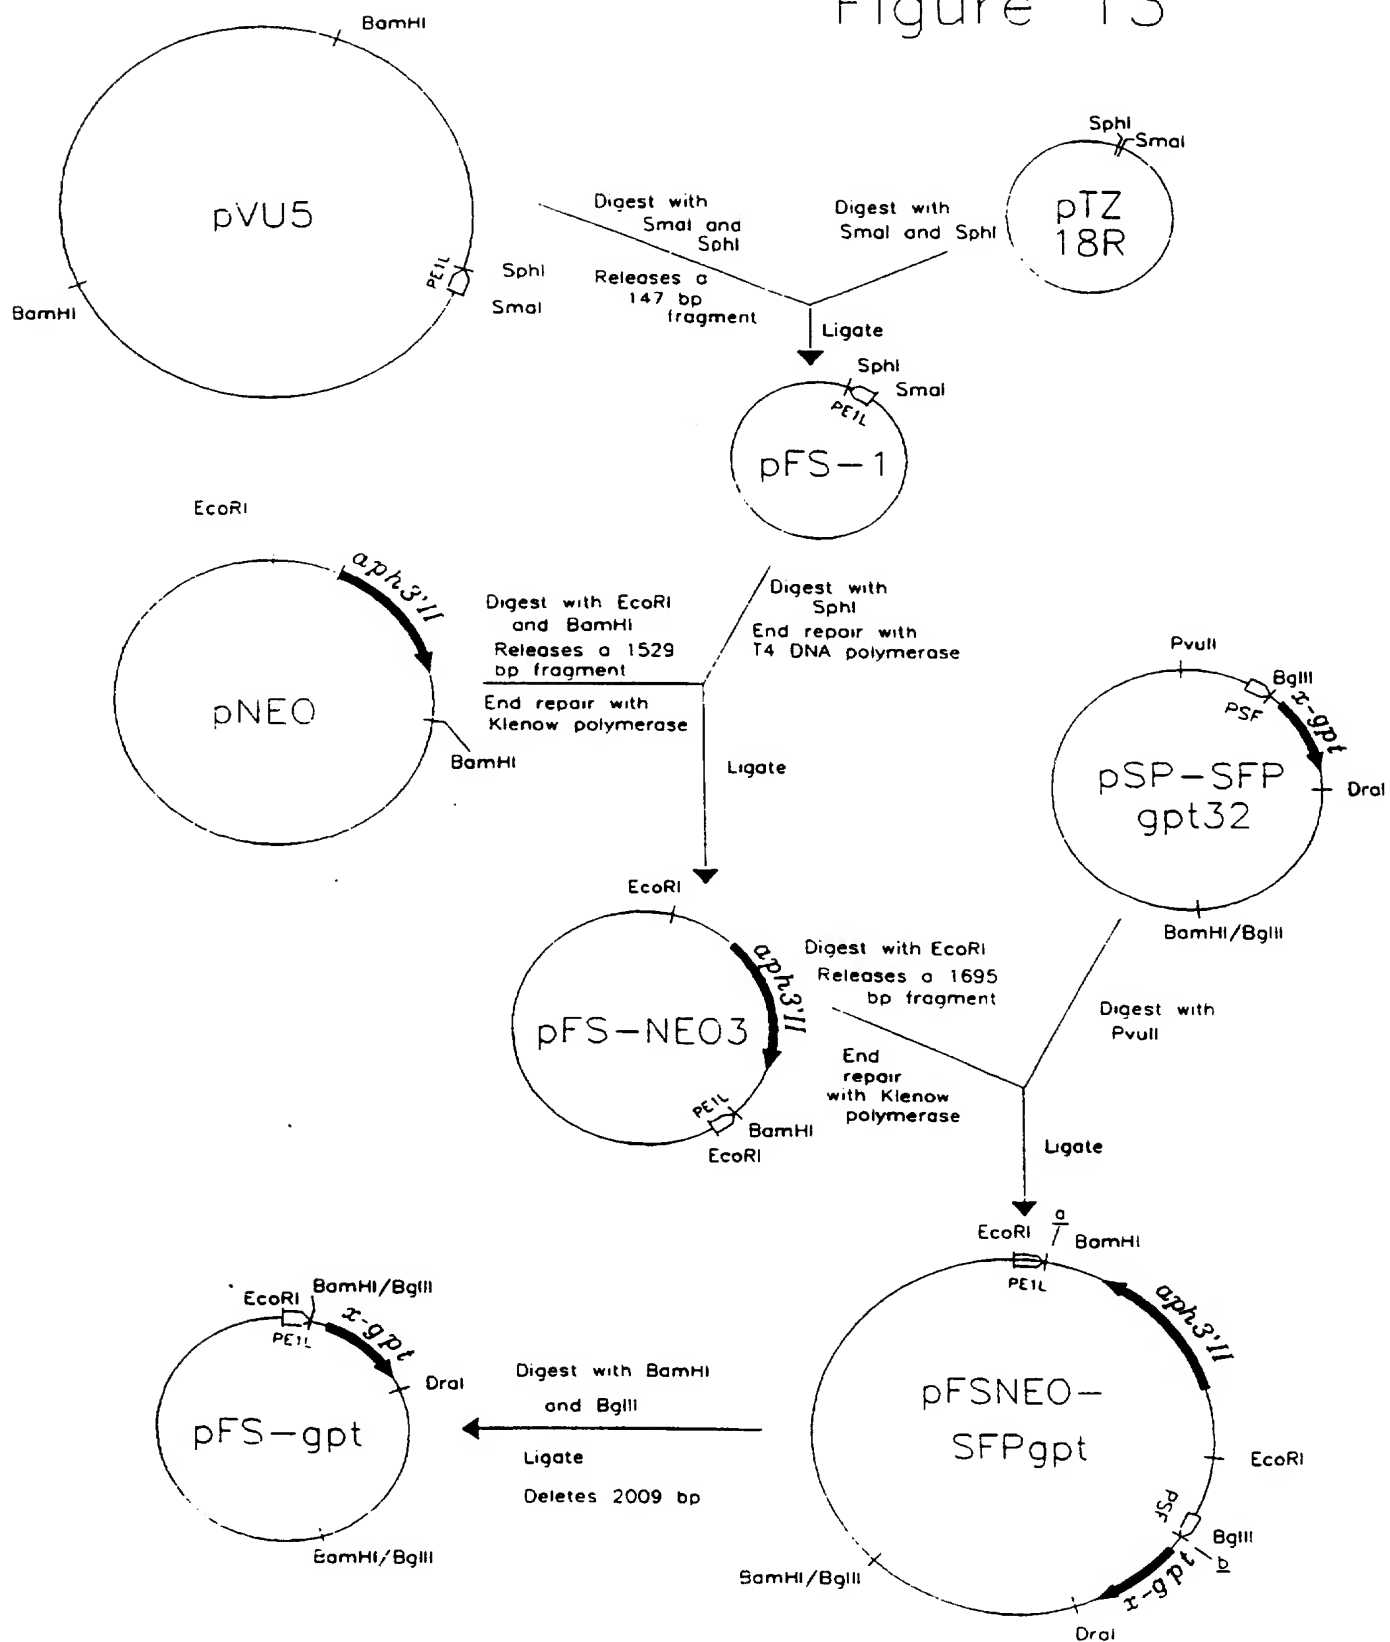 Figure 13
BamHI
pVU5
PE1L
SphI
SmaI
BamHI
Digest with
SmaI and
SphI
Releases a
147 bp
fragment
Digest with
SmaI and SphI
SphI
SmaI
pTZ
18R
Ligate
SphI
SmaI
PE1L
pFS-1
EcoRI
aph3'II
pNEO
BamHI
Digest with EcoRI
and BamHI
Releases a 1529
bp fragment
End repair with
Klenow polymerase
Digest with
SphI
End repair with
T4 DNA polymerase
Ligate
PvuII
BglII
PSF
x-gpt
pSP-SFP
gpt32
DraI
BamHI/BglII
EcoRI
aph3'II
pFS-NEO3
PE1L
BamHI
EcoRI
Digest with EcoRI
Releases a 1695
bp fragment
End
repair
with Klenow
polymerase
Digest with
PvuII
Ligate
EcoRI
a
BamHI
PE1L
aph3'II
pFSNEO-
SFPgpt
EcoRI
PSF
BglII
b
x-gpt
DraI
BamHI/BglII
Digest with BamHI
and BglII
Ligate
Deletes 2009 bp
EcoRI
BamHI/BglII
PE1L
x-gpt
DraI
pFS-gpt
BamHI/BglII